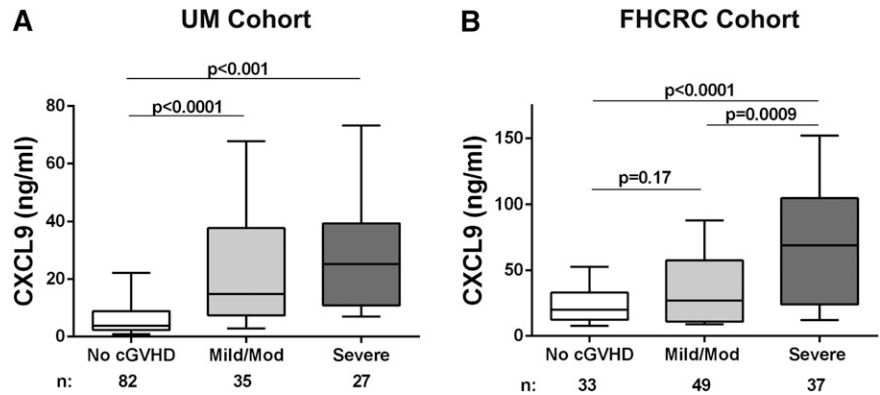 A
UM Cohort
p<0.001
p<0.0001
CXCL9 (ng/ml)
80
60
40
20
0
No cGVHD Mild/Mod Severe
n: 82 35 27
B
FHCRC Cohort
p<0.0001
p=0.0009
p=0.17
CXCL9 (ng/ml)
150
100
50
0
No cGVHD Mild/Mod Severe
n: 33 49 37